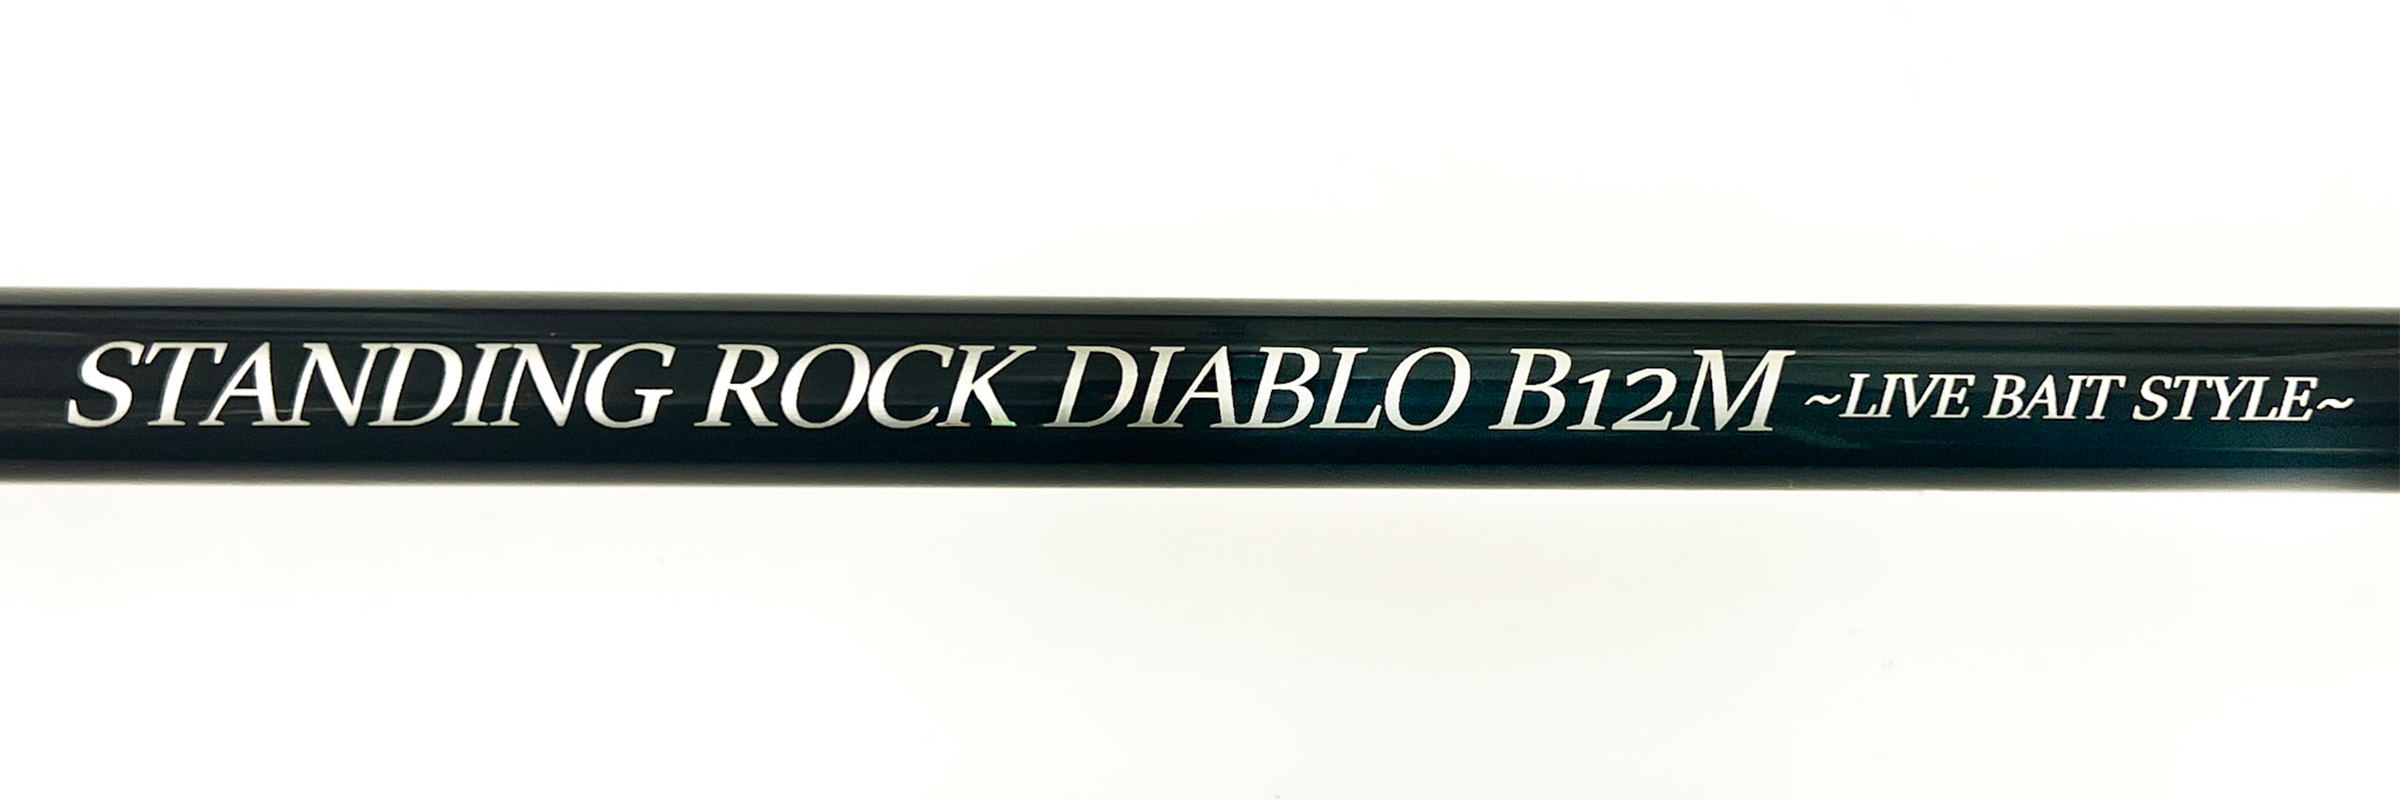 STANDING ROCK DIABLO B12M ~LIVE BAIT STYLE~